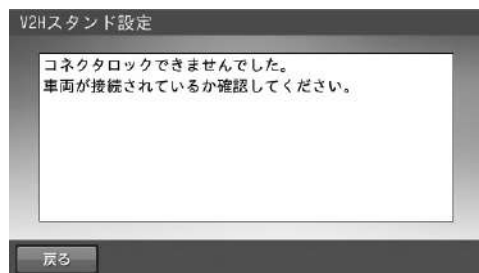 V2Hスタンド設定
コネクタロックできませんでした。
車両が接続されているか確認してください。
戻る